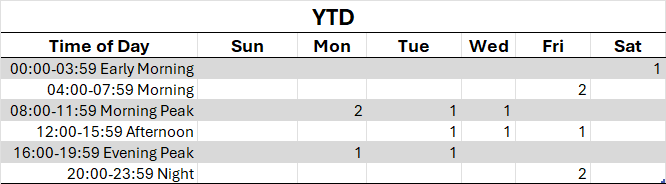 YTD
Time of Day Sun Mon Tue Wed Fri Sat
00:00-03:59 Early Morning 1
04:00-07:59 Morning 2
08:00-11:59 Morning Peak 2 1 1
12:00-15:59 Afternoon 1 1 1
16:00-19:59 Evening Peak 1 1
20:00-23:59 Night 2